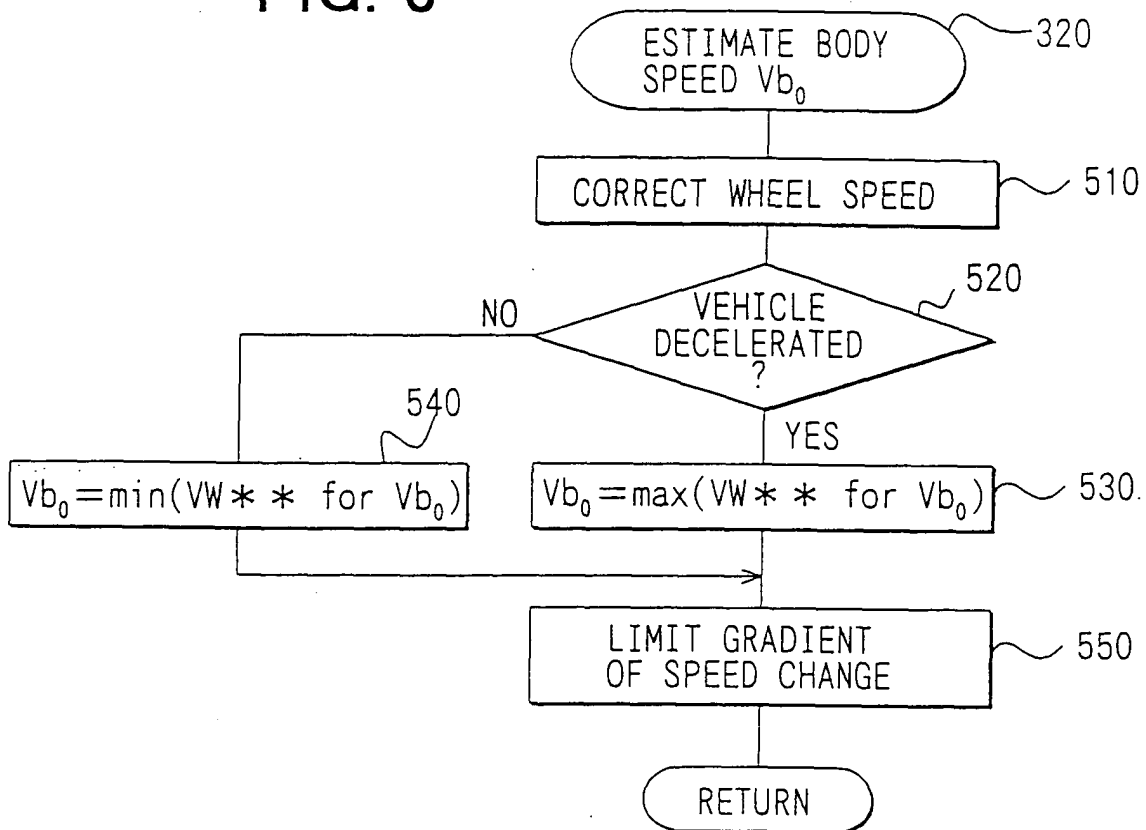 ESTIMATE BODY
SPEED Vb₀
320
CORRECT WHEEL SPEED
510
VEHICLE
DECELERATED
?
520
NO
YES
540
Vb₀=min(VW** for Vb₀)
Vb₀=max(VW** for Vb₀)
530.
LIMIT GRADIENT
OF SPEED CHANGE
550
RETURN